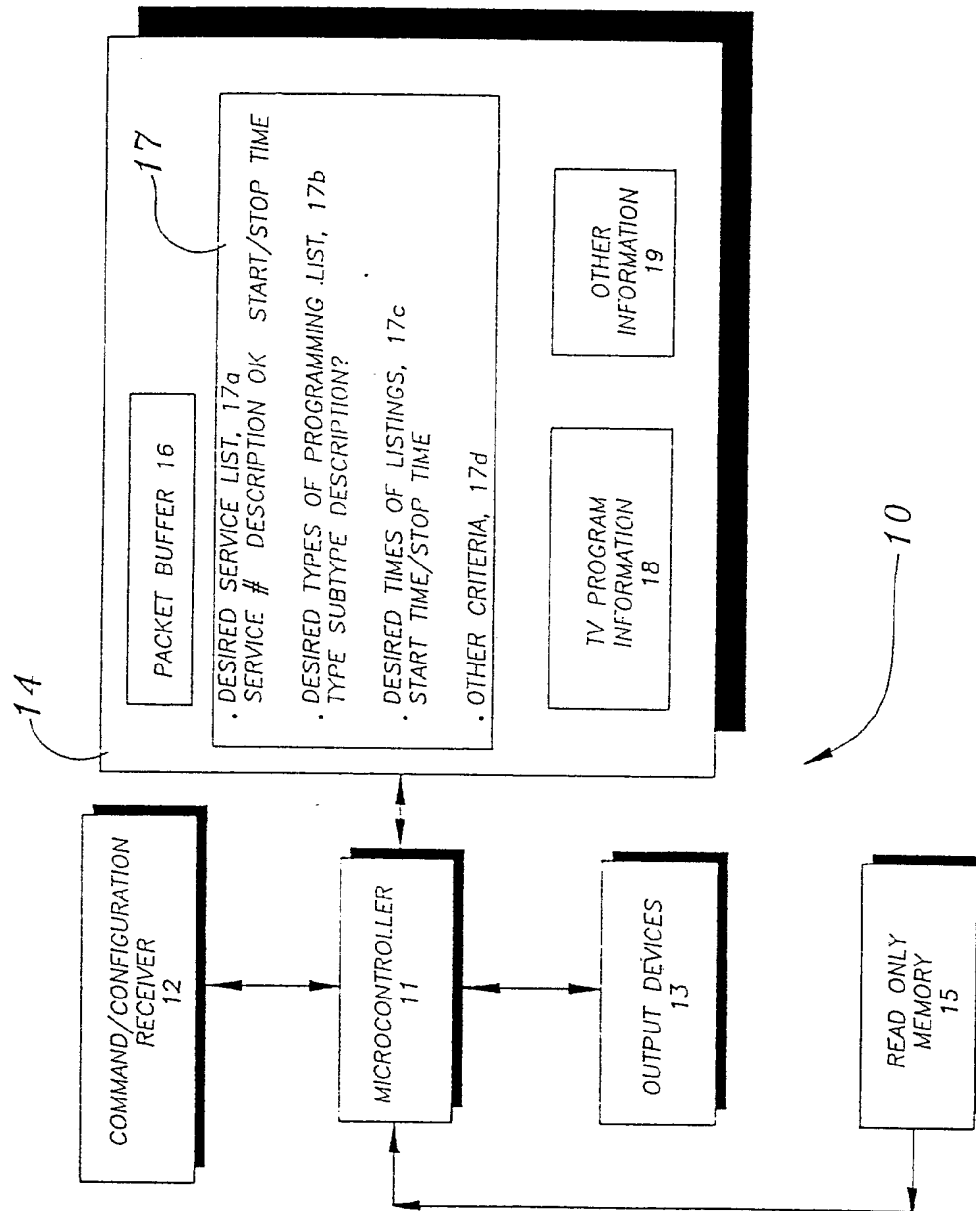 14
PACKET BUFFER 16
17
· DESIRED SERVICE LIST, 17a
SERVICE # DESCRIPTION OK START/STOP TIME
· DESIRED TYPES OF PROGRAMMING .LIST, 17b
TYPE SUBTYPE DESCRIPTION?
· DESIRED TIMES OF LISTINGS, 17c
START TIME/STOP TIME
· OTHER CRITERIA, 17d
TV PROGRAM
INFORMATION
18
OTHER
INFORMATION
19
COMMAND/CONFIGURATION
RECEIVER
12
MICROCONTROLLER
11
OUTPUT DEVICES
13
READ ONLY
MEMORY
15
10